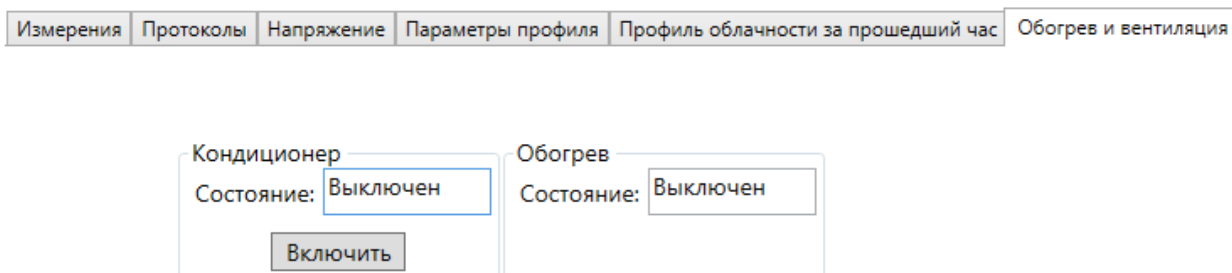 Измерения Протоколы Напряжение Параметры профиля Профиль облачности за прошедший час Обогрев и вентиляция
Кондиционер Обогрев
Состояние: Выключен Состояние: Выключен
Включить